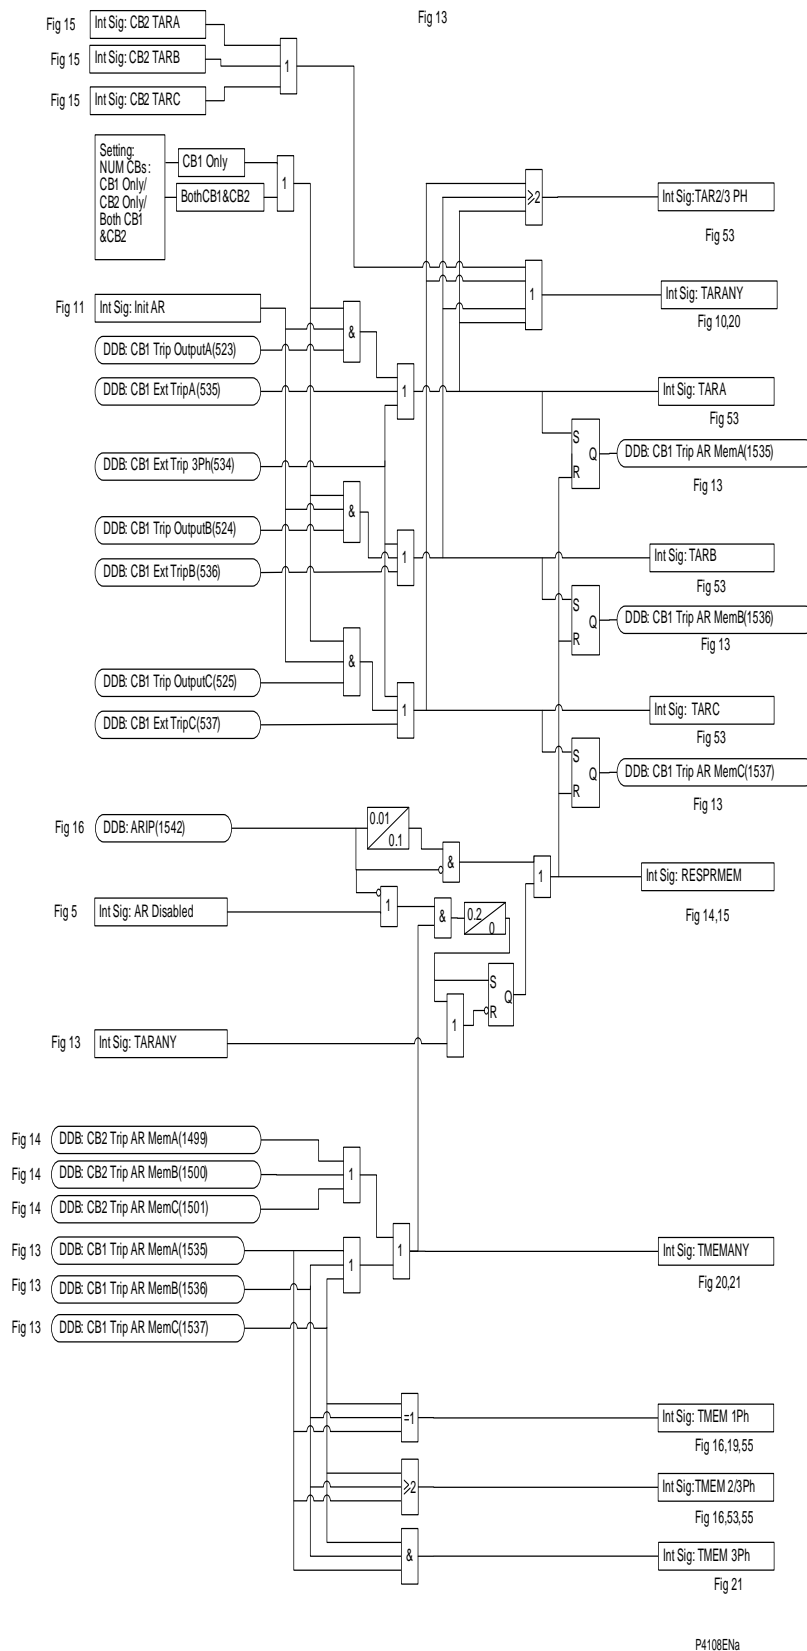 Fig 13
Fig 15
Int Sig: CB2 TARA
Fig 15
Int Sig: CB2 TARB
1
Fig 15
Int Sig: CB2 TARC
Setting:
NUM CBs:
CB1 Only/
CB2 Only/
Both CB1
&CB2
CB1 Only
BothCB1&CB2
1
≥2
Int Sig:TAR2/3 PH
Fig 53
1
Int Sig: TARANY
Fig 10,20
Fig 11
Int Sig: Init AR
DDB: CB1 Trip OutputA(523)
&
DDB: CB1 Ext TripA(535)
1
Int Sig: TARA
Fig 53
S
Q
R
DDB: CB1 Trip AR MemA(1535)
Fig 13
DDB: CB1 Ext Trip 3Ph(534)
&
DDB: CB1 Trip OutputB(524)
DDB: CB1 Ext TripB(536)
1
Int Sig: TARB
Fig 53
S
Q
R
DDB: CB1 Trip AR MemB(1536)
Fig 13
&
DDB: CB1 Trip OutputC(525)
DDB: CB1 Ext TripC(537)
1
Int Sig: TARC
Fig 53
S
Q
R
DDB: CB1 Trip AR MemC(1537)
Fig 13
Fig 16
DDB: ARIP(1542)
0.01
0.1
&
1
Int Sig: RESPRMEM
Fig 14,15
Fig 5
Int Sig: AR Disabled
1
&
0.2
0
S
Q
R
1
Fig 13
Int Sig: TARANY
Fig 14
DDB: CB2 Trip AR MemA(1499)
Fig 14
DDB: CB2 Trip AR MemB(1500)
1
Fig 14
DDB: CB2 Trip AR MemC(1501)
Fig 13
DDB: CB1 Trip AR MemA(1535)
1
1
Int Sig: TMEMANY
Fig 20,21
Fig 13
DDB: CB1 Trip AR MemB(1536)
Fig 13
DDB: CB1 Trip AR MemC(1537)
=1
Int Sig: TMEM 1Ph
Fig 16,19,55
≥2
Int Sig:TMEM 2/3Ph
Fig 16,53,55
&
Int Sig: TMEM 3Ph
Fig 21
P4108ENa